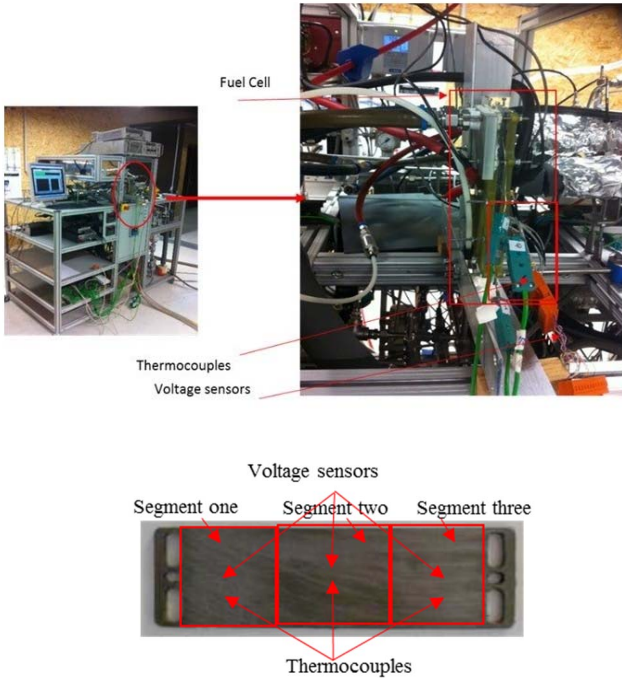 Fuel Cell
Thermocouples
Voltage sensors
Voltage sensors
Segment one
Segment two
Segment three
Thermocouples